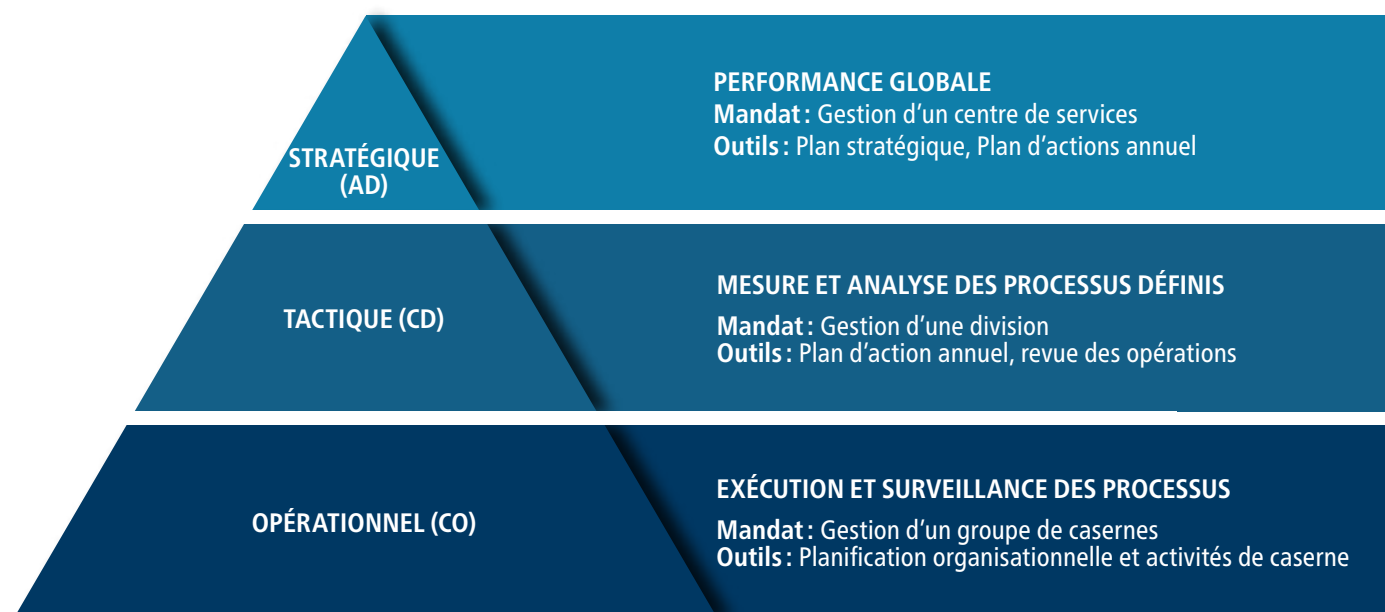 STRATÉGIQUE
(AD)
PERFORMANCE GLOBALE
Mandat : Gestion d’un centre de services
Outils : Plan stratégique, Plan d’actions annuel
TACTIQUE (CD)
MESURE ET ANALYSE DES PROCESSUS DÉFINIS
Mandat : Gestion d’une division
Outils : Plan d’action annuel, revue des opérations
OPÉRATIONNEL (CO)
EXÉCUTION ET SURVEILLANCE DES PROCESSUS
Mandat : Gestion d’un groupe de casernes
Outils : Planification organisationnelle et activités de caserne